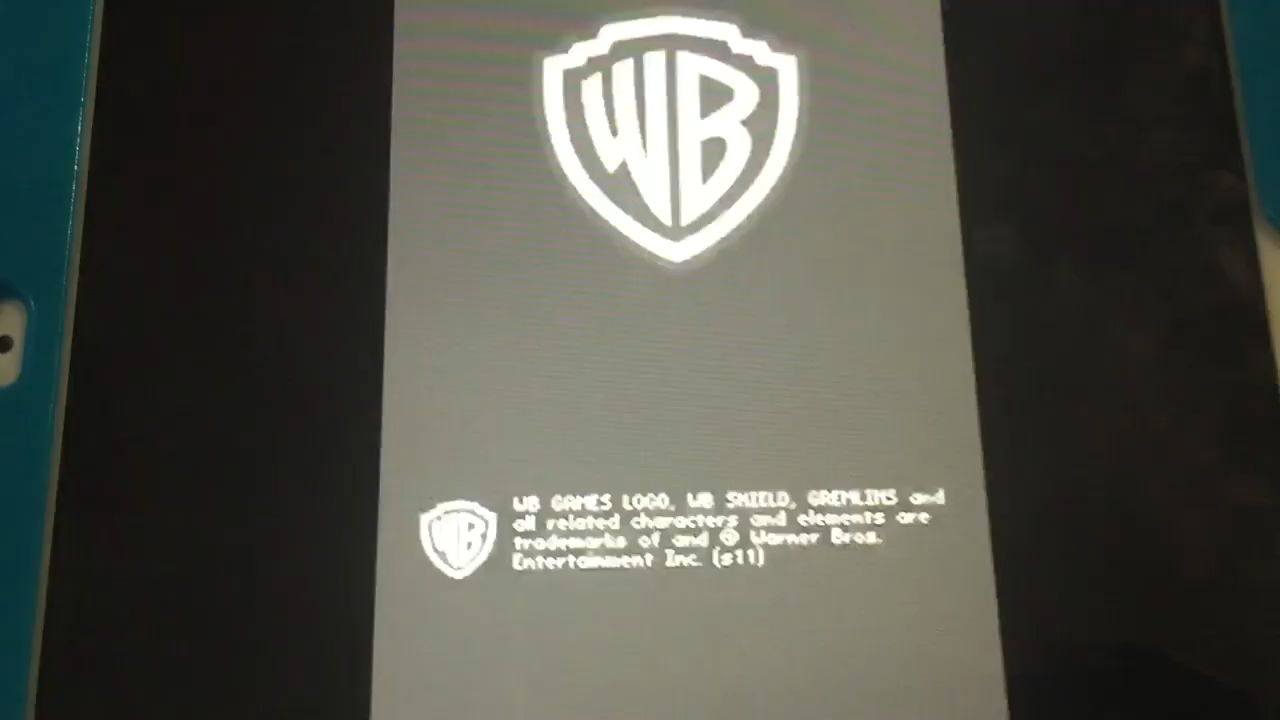 WB
WB
WB GAMES LOGO, WB SHIELD, GREMLINS and
all related characters and elements are
trademarks of and © Warner Bros.
Entertainment Inc. (s11)